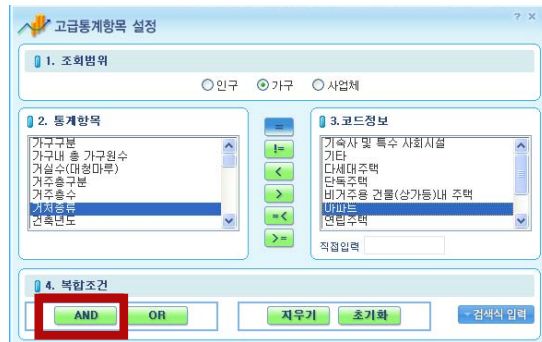 고급통계항목 설정
? ×
1. 조회범위
인구 가구 사업체
2. 통계항목
가구구분
가구내 총 가구원수
거실수(대청마루)
거주층구분
거주층수
거처종류
건축년도
=
!=
<
>
=<
>=
3.코드정보
기숙사 및 특수 사회시설
기타
다세대주택
단독주택
비거주용 건물(상가등)내 주택
아파트
연립주택
직접입력
4. 복합조건
AND OR 지우기 초기화 검색식 입력